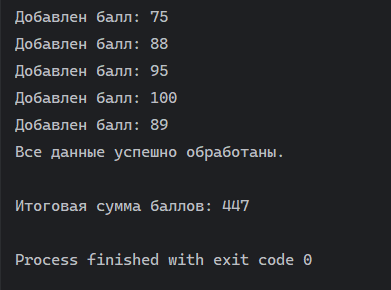 Добавлен балл: 75
Добавлен балл: 88
Добавлен балл: 95
Добавлен балл: 100
Добавлен балл: 89
Все данные успешно обработаны.
Итоговая сумма баллов: 447
Process finished with exit code 0